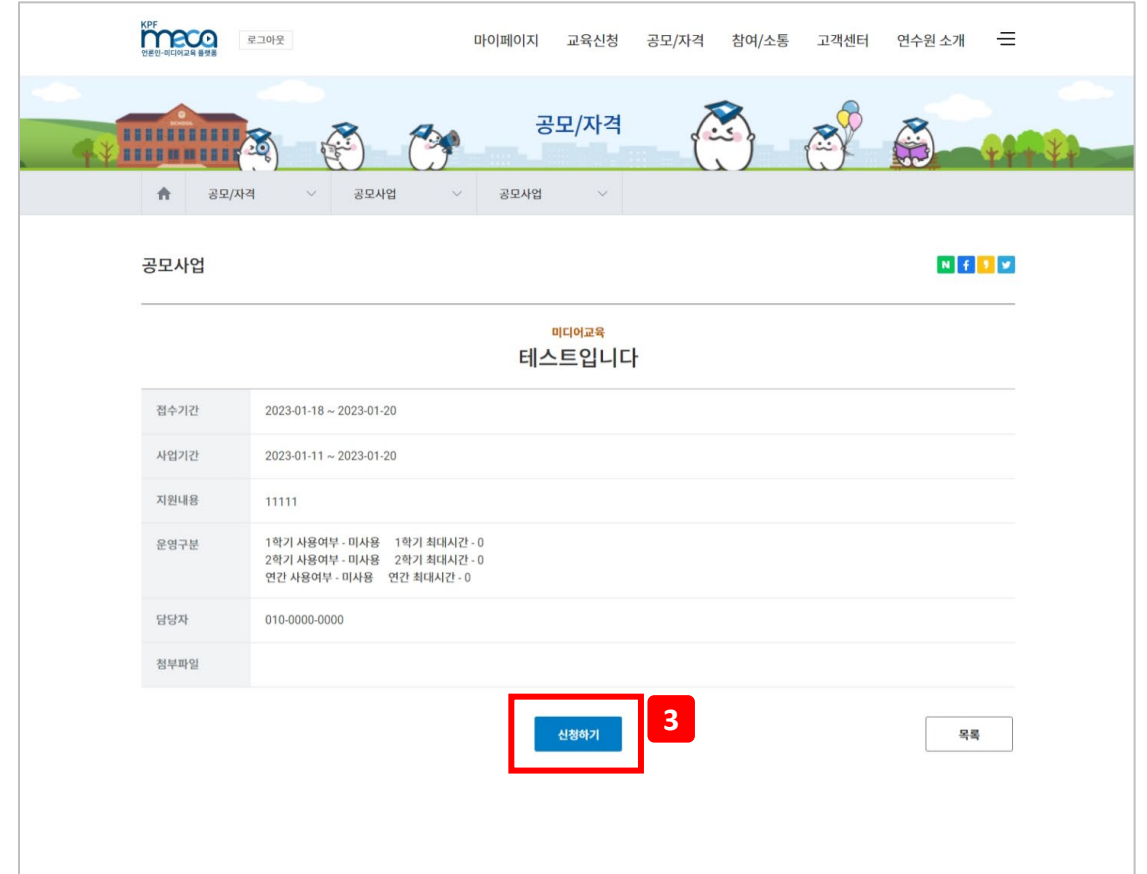 KPF
meca
언론인·미디어교육 플랫폼
로그아웃
마이페이지 교육신청 공모/자격 참여/소통 고객센터 연수원 소개
SCHOOL
공모/자격
공모/자격 공모사업 공모사업
공모사업
N f
미디어교육
테스트입니다
접수기간 2023-01-18 ~ 2023-01-20
사업기간 2023-01-11 ~ 2023-01-20
지원내용 11111
운영구분 1학기 사용여부 - 미사용 1학기 최대시간 - 0
2학기 사용여부 - 미사용 2학기 최대시간 - 0
연간 사용여부 - 미사용 연간 최대시간 - 0
담당자 010-0000-0000
첨부파일
신청하기 3 목록